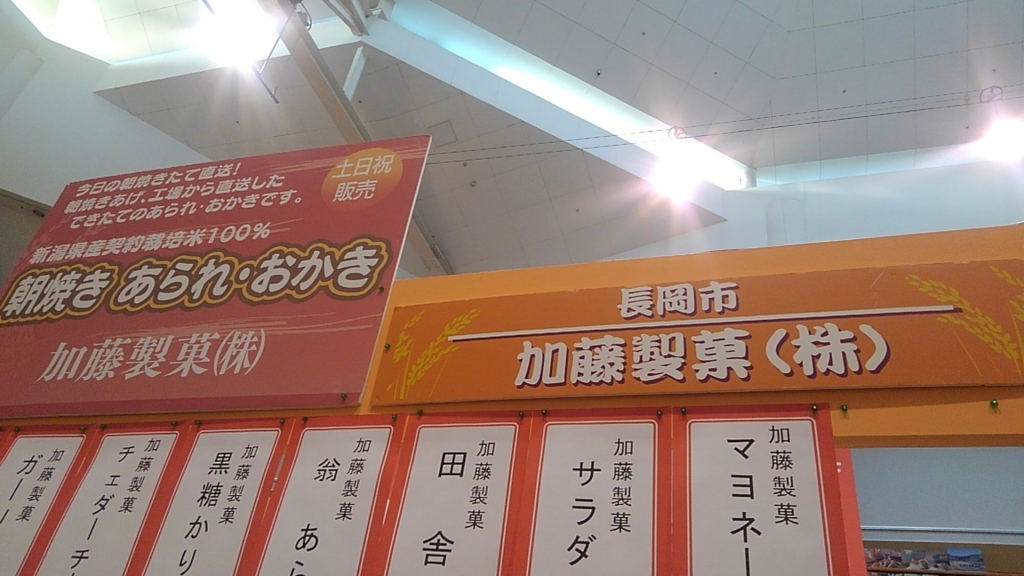 今日の朝焼きたて直送!
朝焼きあげ、工場から直送した
できたてのあられ・おかきです。
土日祝
販売
新潟県産契約栽培米100%
朝焼き あられ・おかき
加藤製菓(株)
長岡市
加藤製菓(株)
加藤製菓
マヨネー
加藤製菓
サラダ
加藤製菓
田舎
加藤製菓
翁 あら
加藤製菓
黒糖かり
加藤製菓
チェダーチ
加藤製菓
ガーリ